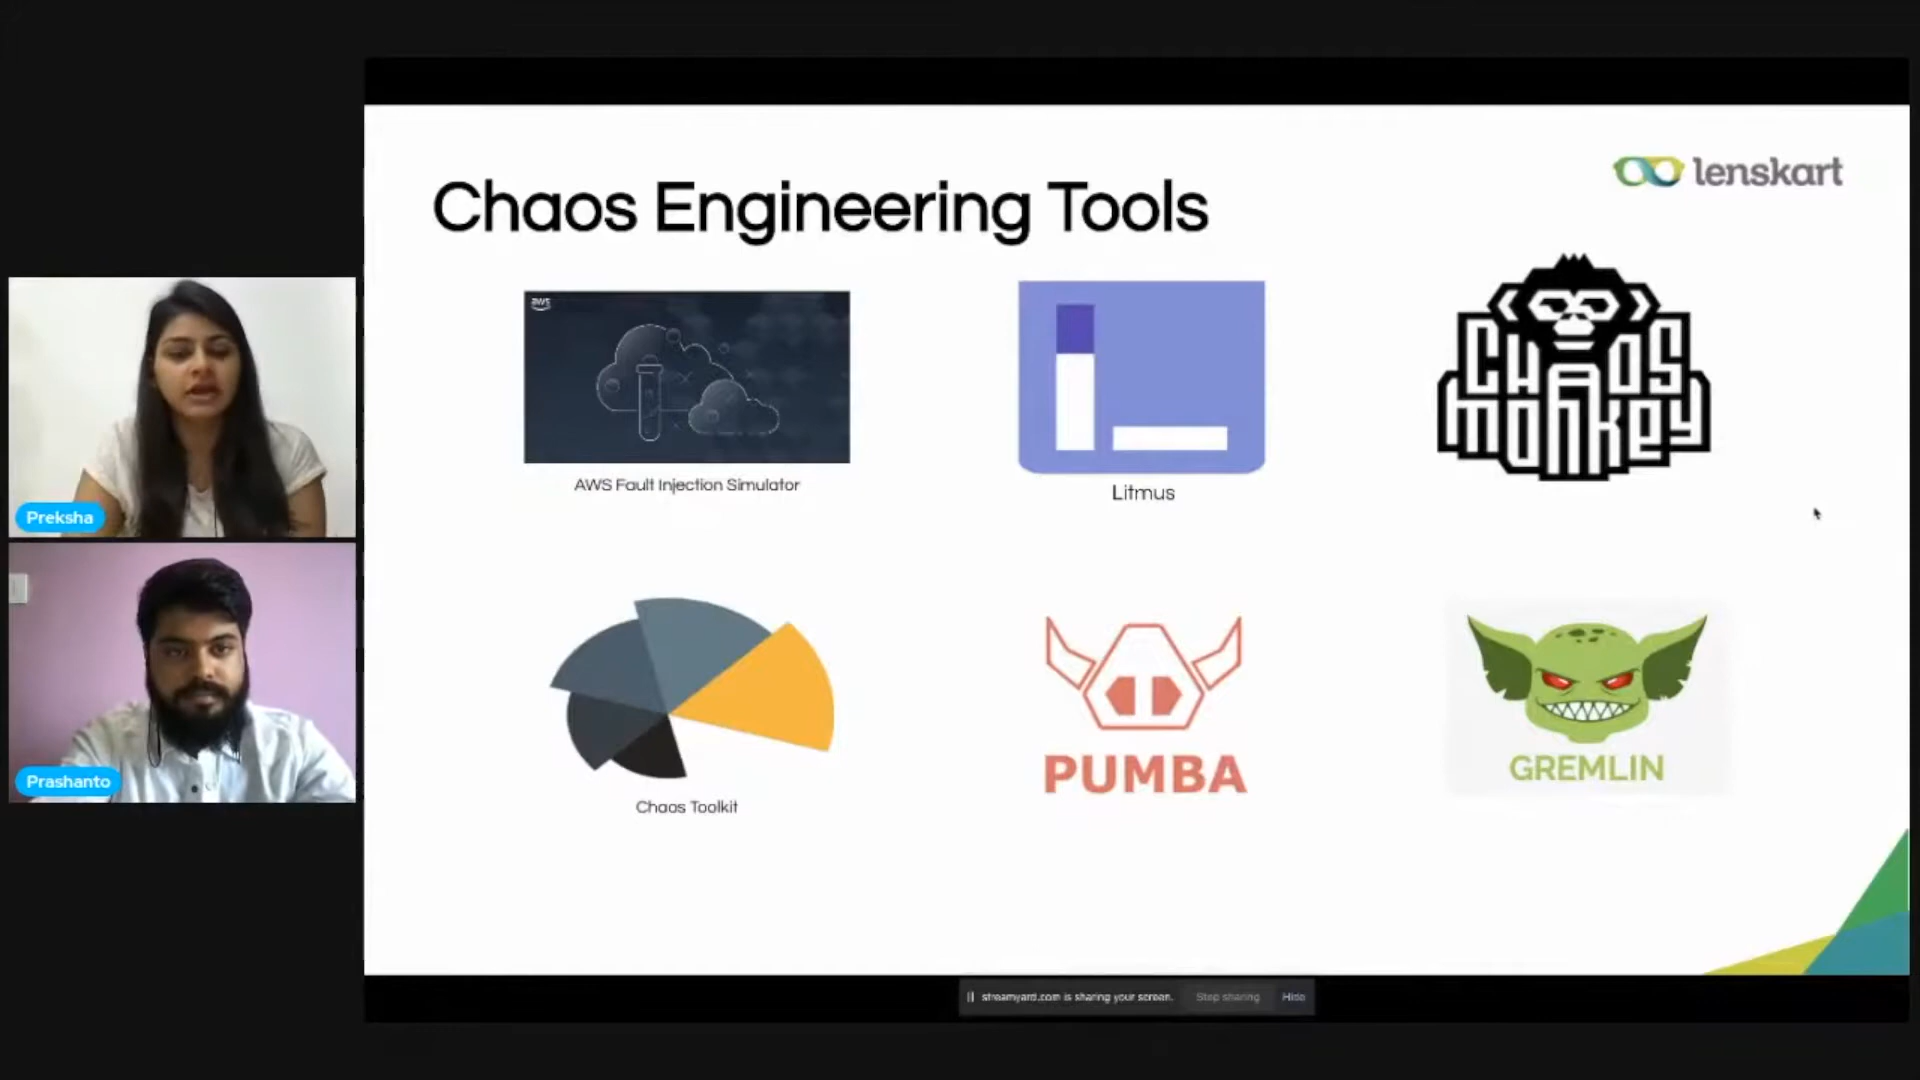 Chaos Engineering Tools
lenskart
aws
AWS Fault Injection Simulator
Litmus
CHAOS
MONKEY
Chaos Toolkit
PUMBA
GREMLIN
Preksha
Prashanto
streamyard.com is sharing your screen.
Stop sharing
Hide